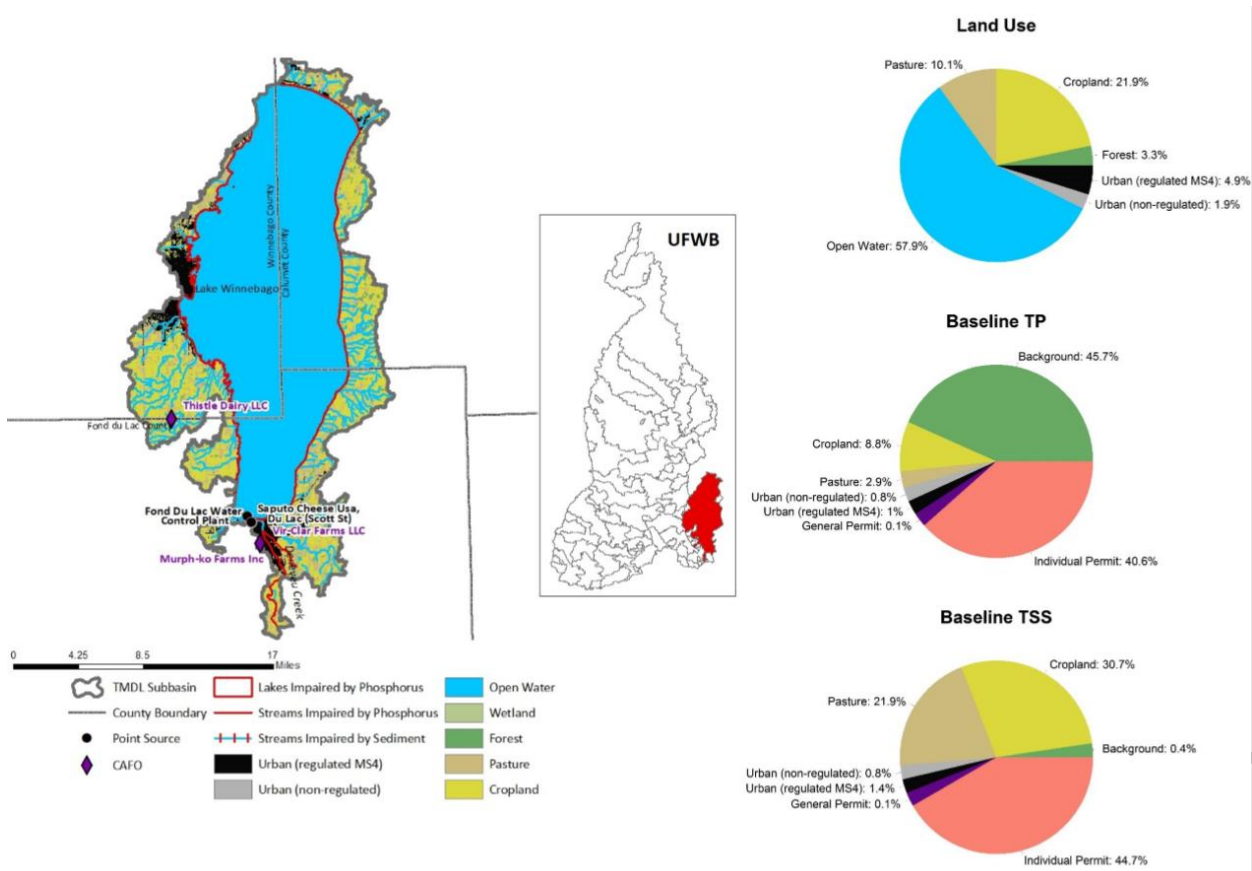 Winnebago County
Calumet County
Lake Winnebago
Thistle Dairy LLC
Fond du Lac County
Fond Du Lac Water
Control Plant
Saputo Cheese Usa,
Du Lac (Scott St)
Vir-Clar Farms LLC
Murph-ko Farms Inc
Creek
0 4.25 8.5 17
Miles
TMDL Subbasin
County Boundary
Point Source
CAFO
Lakes Impaired by Phosphorus
Streams Impaired by Phosphorus
Streams Impaired by Sediment
Urban (regulated MS4)
Urban (non-regulated)
Open Water
Wetland
Forest
Pasture
Cropland
UFWB
Land Use
Pasture: 10.1%
Cropland: 21.9%
Forest: 3.3%
Urban (regulated MS4): 4.9%
Urban (non-regulated): 1.9%
Open Water: 57.9%
Baseline TP
Background: 45.7%
Cropland: 8.8%
Pasture: 2.9%
Urban (non-regulated): 0.8%
Urban (regulated MS4): 1%
General Permit: 0.1%
Individual Permit: 40.6%
Baseline TSS
Cropland: 30.7%
Pasture: 21.9%
Background: 0.4%
Urban (non-regulated): 0.8%
Urban (regulated MS4): 1.4%
General Permit: 0.1%
Individual Permit: 44.7%